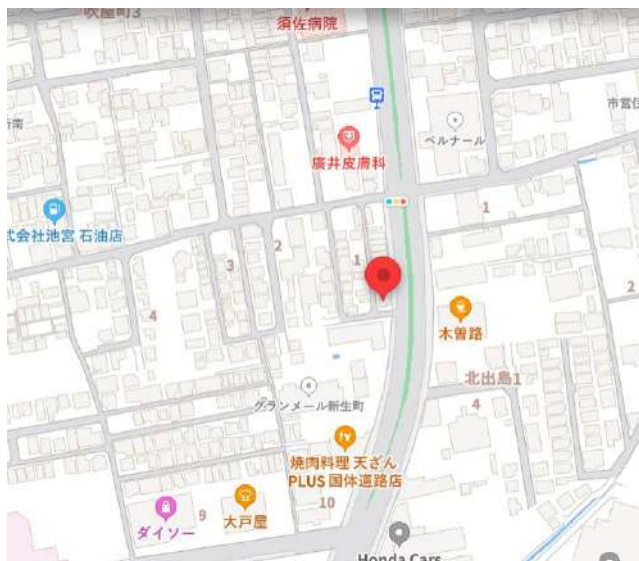 吹屋町3
須佐病院
ベルナール
市営住
新南
廣井皮膚科
式会社池宮 石油店
1
2
3
1
4
2
木曽路
北出島1
4
グランメール新生町
焼肉料理 天ざん
PLUS 国体道路店
大戸屋
ダイソー
9
10
Honda Cars